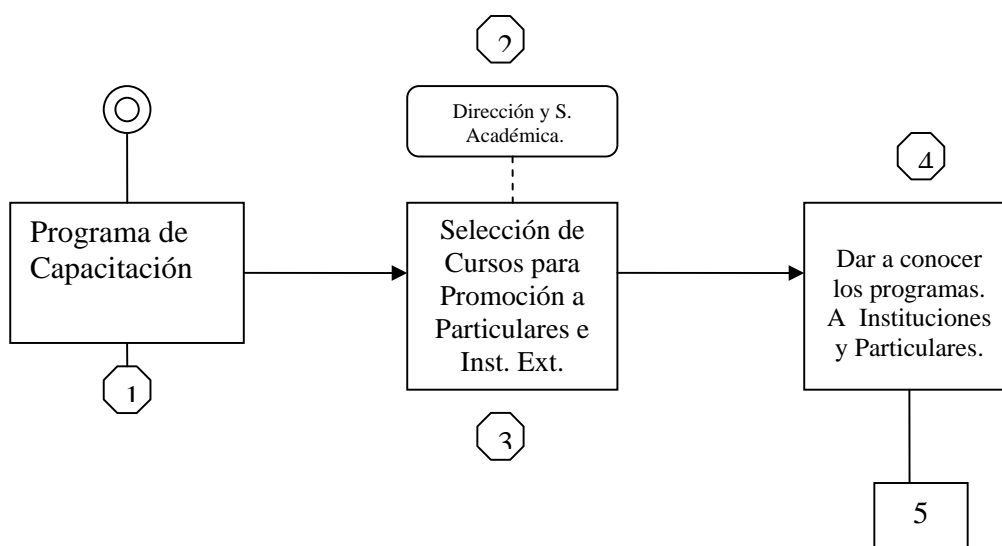 2
Dirección y S.
Académica.
4
Programa de
Capacitación
Selección de
Cursos para
Promoción a
Particulares e
Inst. Ext.
Dar a conocer
los programas.
A Instituciones
y Particulares.
1
3
5